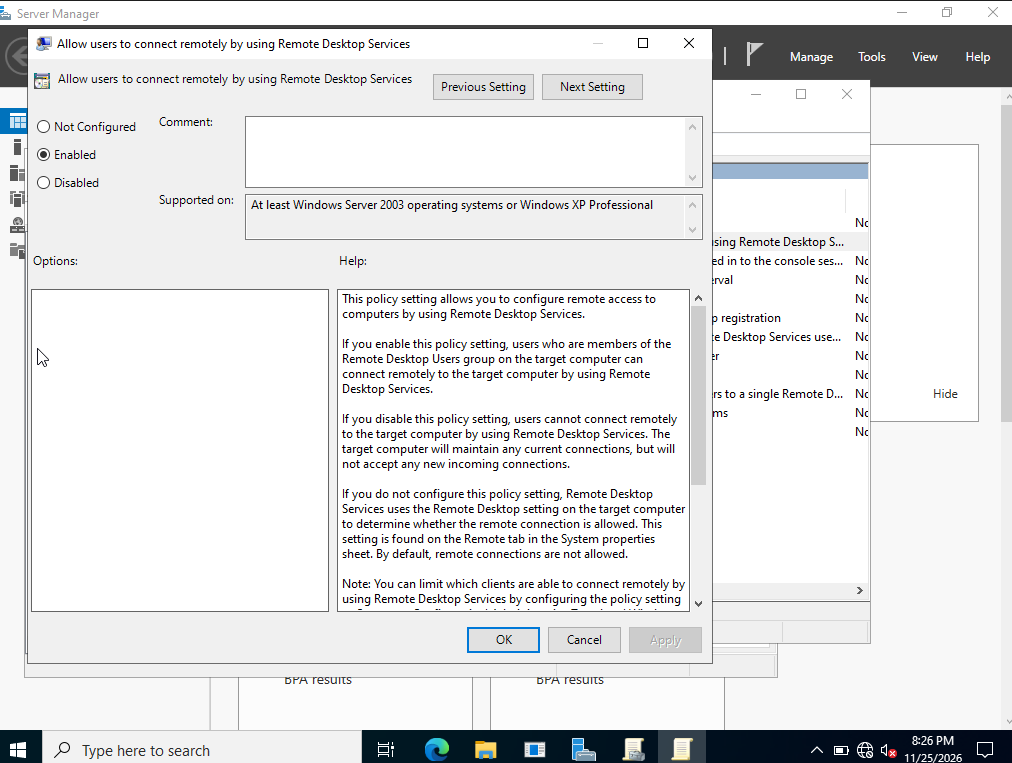 Server Manager
Allow users to connect remotely by using Remote Desktop Services
Allow users to connect remotely by using Remote Desktop Services
Previous Setting
Next Setting
Manage
Tools
View
Help
Not Configured
Comment:
Enabled
Disabled
Supported on:
At least Windows Server 2003 operating systems or Windows XP Professional
Options:
Help:
This policy setting allows you to configure remote access to
computers by using Remote Desktop Services.
If you enable this policy setting, users who are members of the
Remote Desktop Users group on the target computer can
connect remotely to the target computer by using Remote
Desktop Services.
If you disable this policy setting, users cannot connect remotely
to the target computer by using Remote Desktop Services. The
target computer will maintain any current connections, but will
not accept any new incoming connections.
If you do not configure this policy setting, Remote Desktop
Services uses the Remote Desktop setting on the target computer
to determine whether the remote connection is allowed. This
setting is found on the Remote tab in the System properties
sheet. By default, remote connections are not allowed.
Note: You can limit which clients are able to connect remotely by
using Remote Desktop Services by configuring the policy setting
OK
Cancel
Apply
using Remote Desktop S...
ed in to the console ses...
erval
p registration
te Desktop Services use...
er
rs to a single Remote D...
ms
Hide
BPA results
BPA results
Type here to search
8:26 PM
11/25/2026